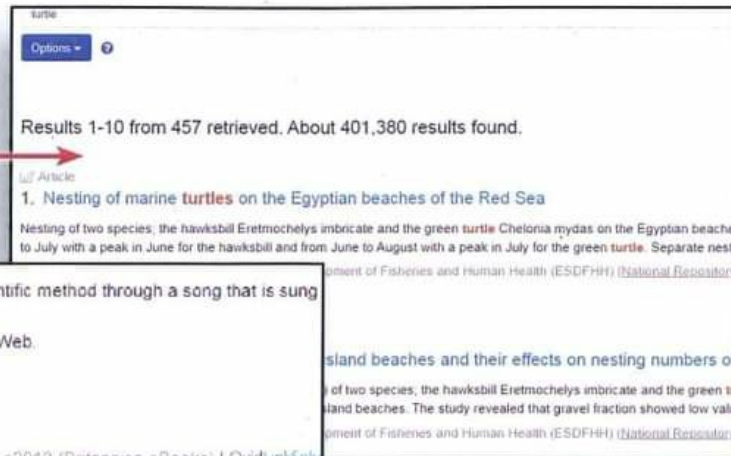 turtle
Options
Results 1-10 from 457 retrieved. About 401,380 results found.
Article
1. Nesting of marine turtles on the Egyptian beaches of the Red Sea
Nesting of two species; the hawksbill Eretmochelys imbricate and the green turtle Chelonia mydas on the Egyptian beache
to July with a peak in June for the hawksbill and from June to August with a peak in July for the green turtle. Separate nest
opment of Fisheries and Human Health (ESDFHH) (National Repository
ntific method through a song that is sung
Web.
sland beaches and their effects on nesting numbers o
of two species; the hawksbill Eretmochelys imbricate and the green t
sland beaches. The study revealed that gravel fraction showed low val
opment of Fisheries and Human Health (ESDFHH) (National Repository
(Britannica eBooks) |